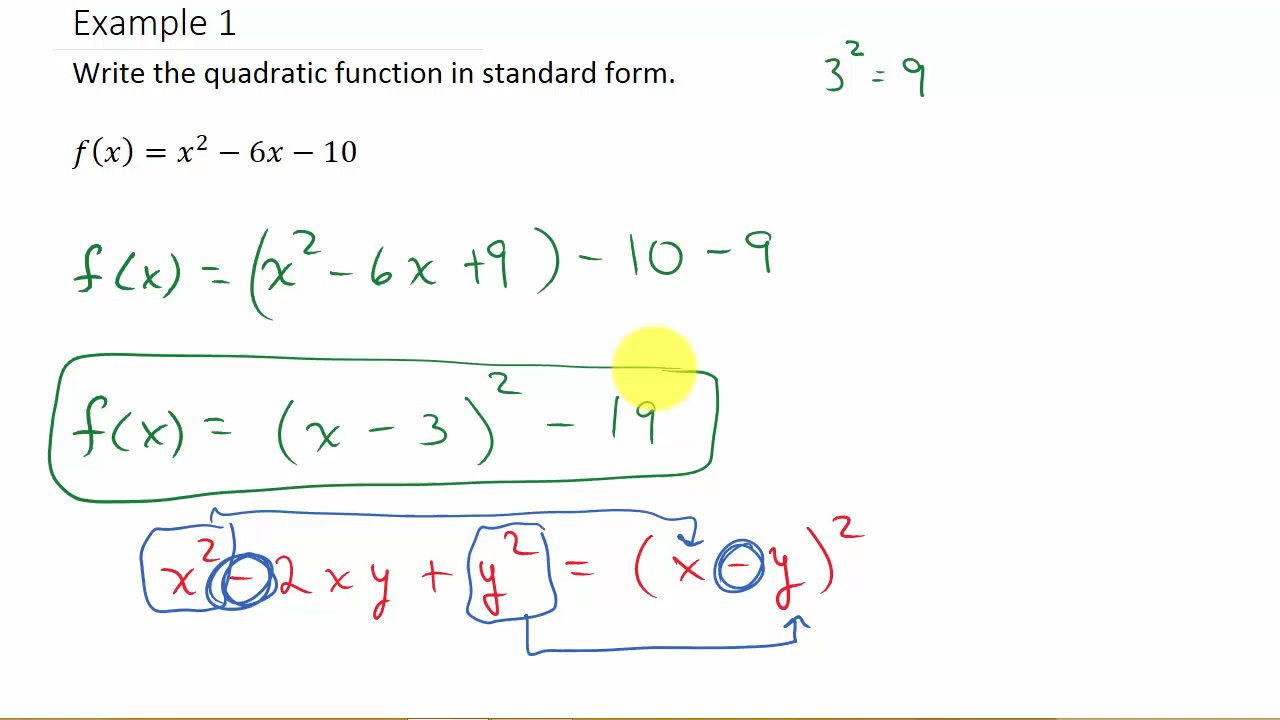 Example 1
Write the quadratic function in standard form.
3² = 9
f(x) = x² − 6x − 10
f(x) = (x² − 6x + 9) − 10 − 9
f(x) = (x − 3)² − 19
x² − 2xy + y² = (x − y)²